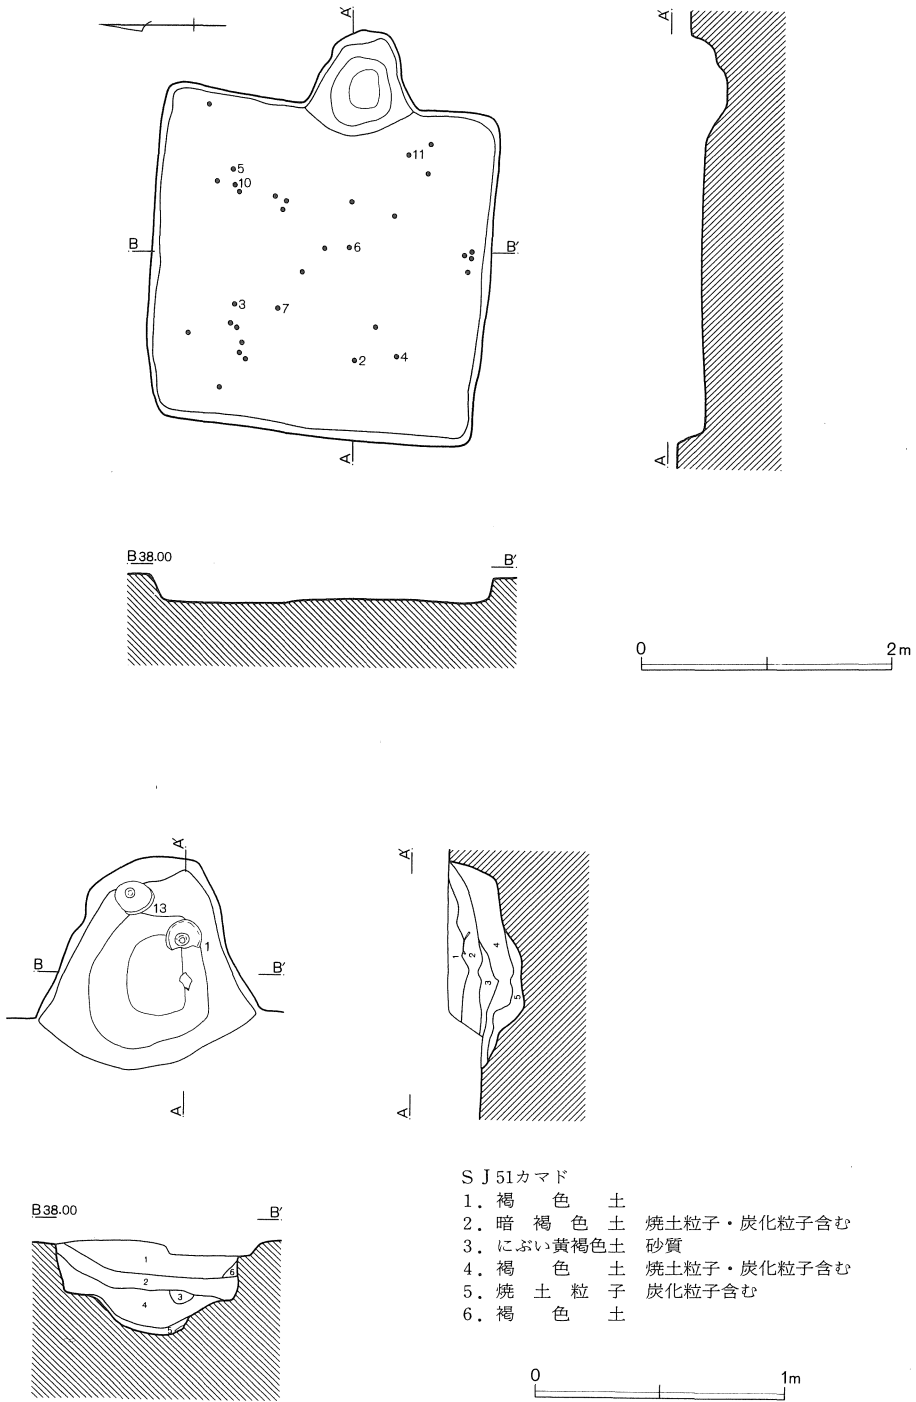 A′
A′
5
10
11
B
B′
6
3
7
2
4
A
A
B 38.00
B′
0 2m
A′
A′
13
1
B
B′
1
2
3
4
5
A
A
B 38.00
B′
1
2
3
4
5
6
SJ51カマド
1．褐色土
2．暗褐色土 焼土粒子・炭化粒子含む
3．にぶい黄褐色土 砂質
4．褐色土 焼土粒子・炭化粒子含む
5．焼土粒子 炭化粒子含む
6．褐色土
0 1m